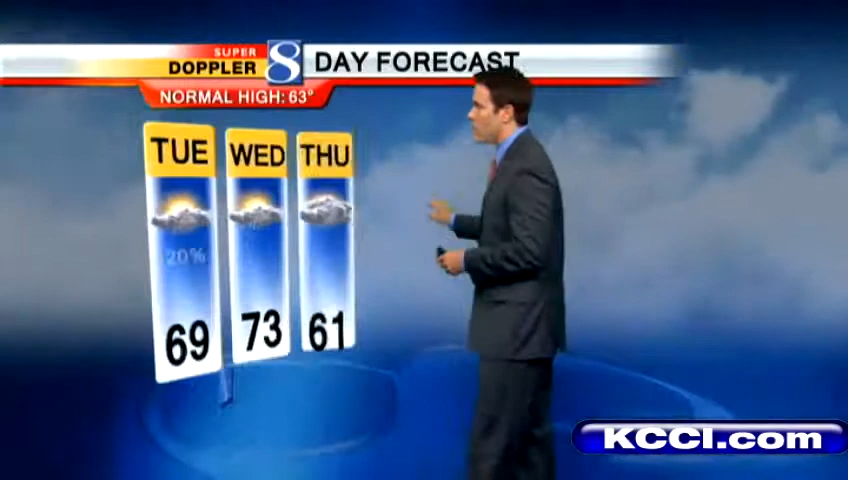 SUPER
DOPPLER 8 DAY FORECAST
NORMAL HIGH: 63°
TUE WED THU
20%
69 73 61
KCCI.com